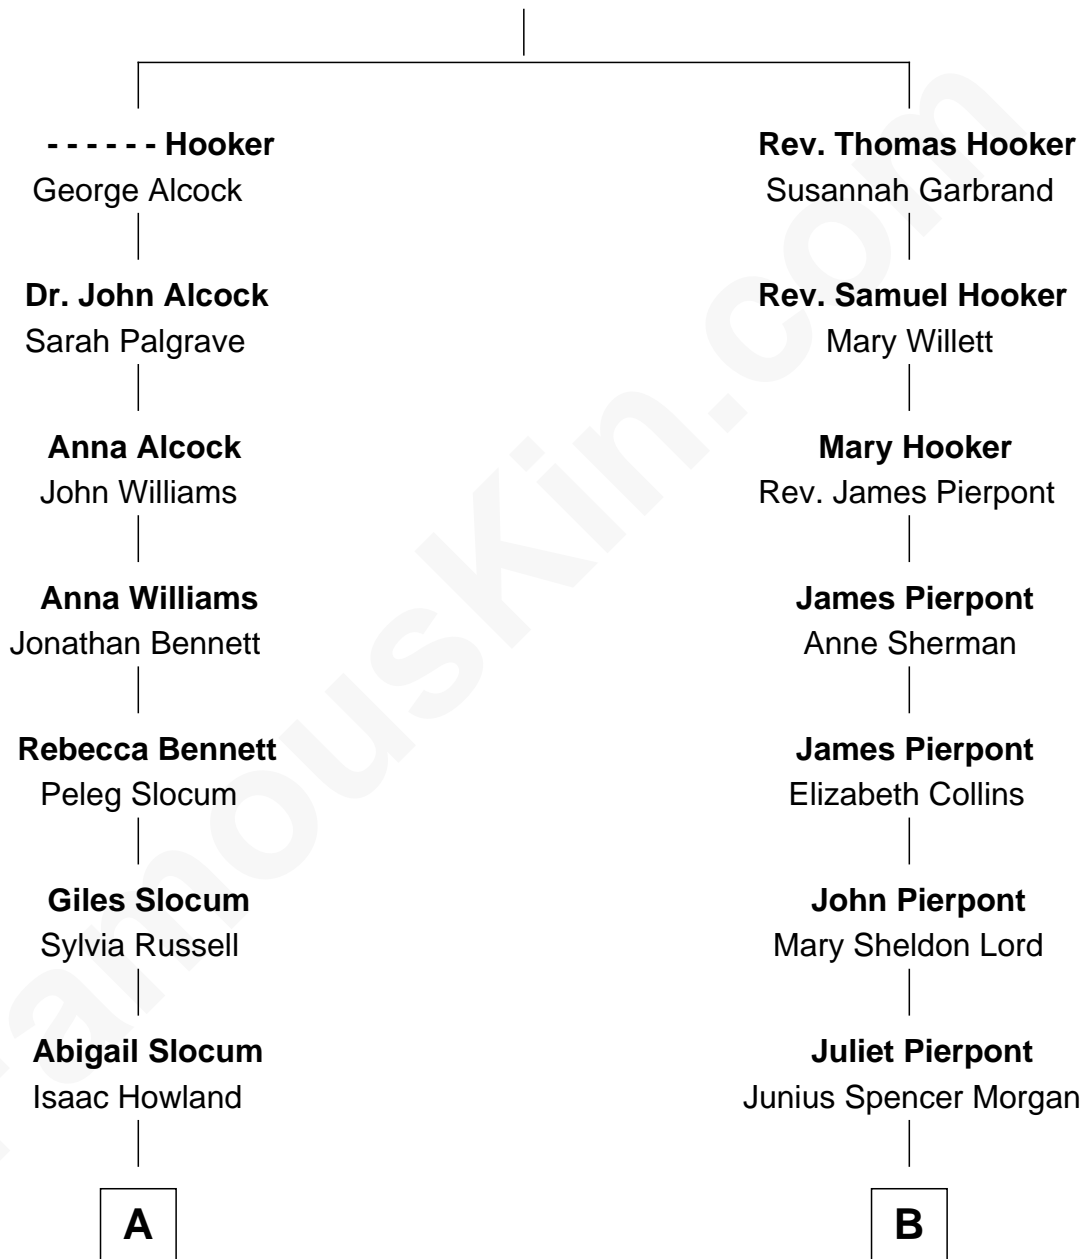 - - - - - - Hooker
George Alcock
Dr. John Alcock
Sarah Palgrave
Anna Alcock
John Williams
Anna Williams
Jonathan Bennett
Rebecca Bennett
Peleg Slocum
Giles Slocum
Sylvia Russell
Abigail Slocum
Isaac Howland
A
Rev. Thomas Hooker
Susannah Garbrand
Rev. Samuel Hooker
Mary Willett
Mary Hooker
Rev. James Pierpont
James Pierpont
Anne Sherman
James Pierpont
Elizabeth Collins
John Pierpont
Mary Sheldon Lord
Juliet Pierpont
Junius Spencer Morgan
B
FamousKin.com